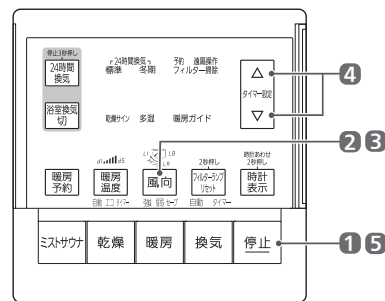 停止3秒押し
24時間
換気
24時間換気
標準 冬期
予約 遠隔操作
フィルター掃除
4
タイマー設定
浴室換気
切
乾燥サイン 多湿 暖房ガイド
2 3
2秒押し
時計あわせ
2秒押し
暖房
予約
暖房
温度
風向
フィルターランプ
リセット
時計
表示
自動 エコ タイマー 強 弱 セーブ 自動 タイマー
ミストサウナ 乾燥 暖房 換気 停止
1 5